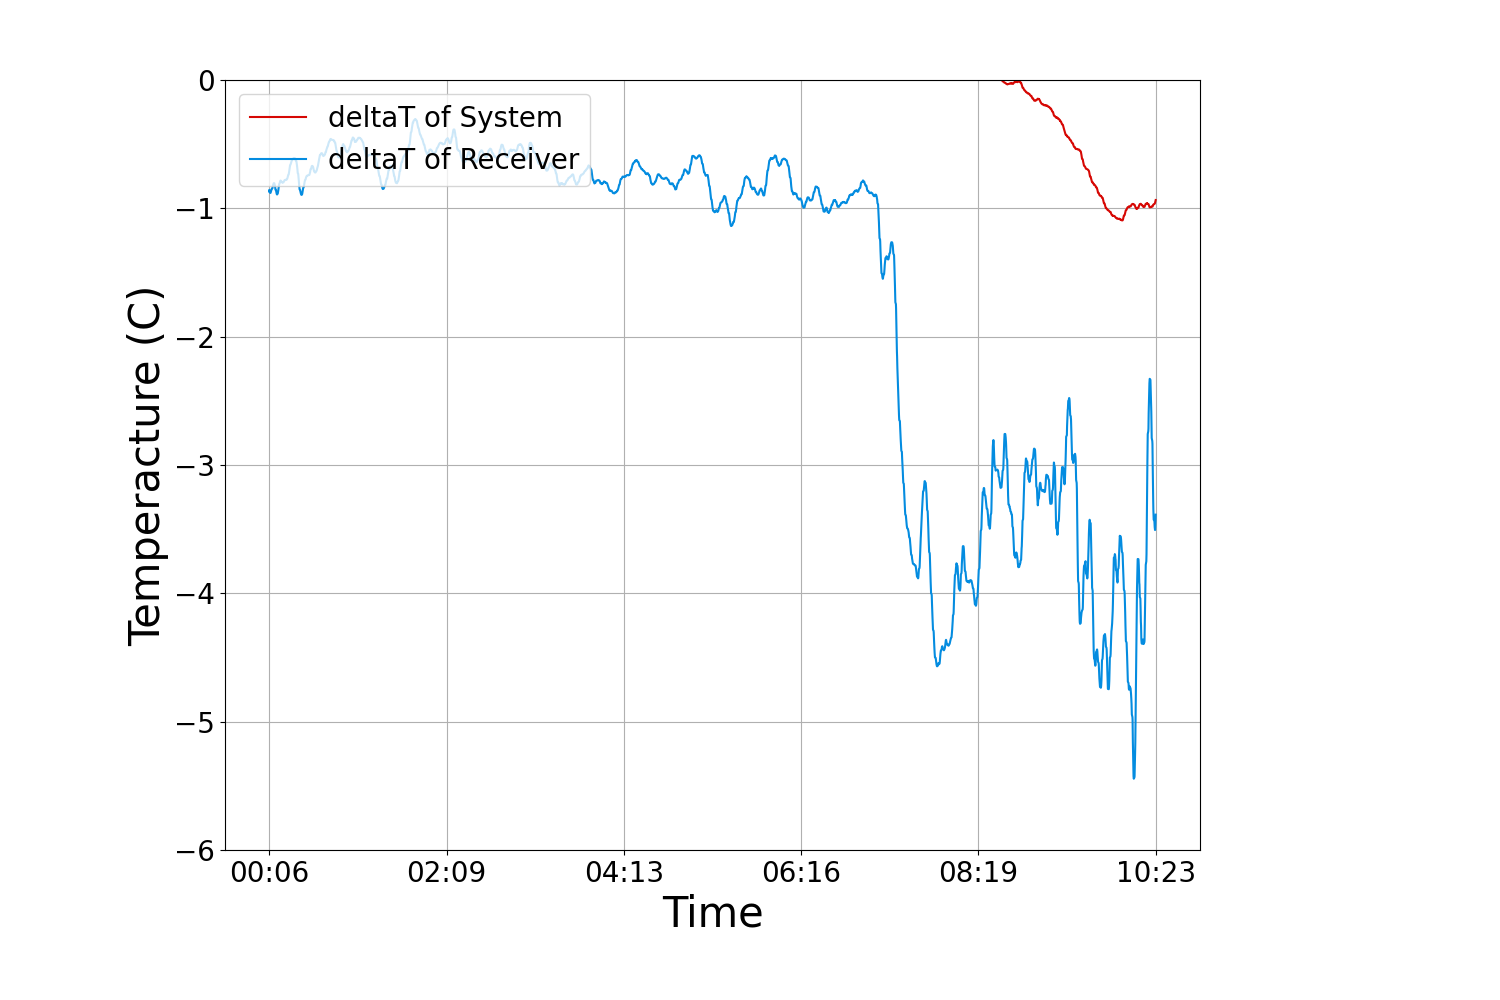 deltaT of System
deltaT of Receiver
0
−1
−2
−3
−4
−5
−6
Temperacture (C)
00:06 02:09 04:13 06:16 08:19 10:23
Time